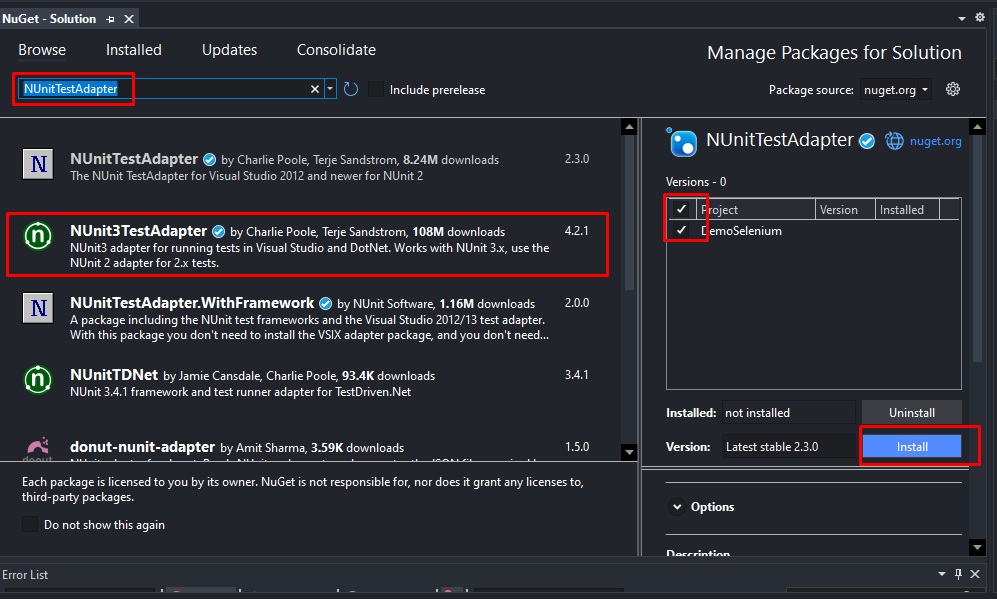 NuGet - Solution
Browse Installed Updates Consolidate
Manage Packages for Solution
NUnitTestAdapter
Include prerelease
Package source: nuget.org
NUnitTestAdapter by Charlie Poole, Terje Sandstrom, 8.24M downloads 2.3.0
The NUnit TestAdapter for Visual Studio 2012 and newer for NUnit 2
NUnit3TestAdapter by Charlie Poole, Terje Sandstrom, 108M downloads 4.2.1
NUnit3 adapter for running tests in Visual Studio and DotNet. Works with NUnit 3.x, use the
NUnit 2 adapter for 2.x tests.
NUnitTestAdapter.WithFramework by NUnit Software, 1.16M downloads 2.0.0
A package including the NUnit test frameworks and the Visual Studio 2012/13 test adapter.
With this package you don't need to install the VSIX adapter package, and you don't need...
NUnitTDNet by Jamie Cansdale, Charlie Poole, 93.4K downloads 3.4.1
NUnit 3.4.1 framework and test runner adapter for TestDriven.Net
donut-nunit-adapter by Amit Sharma, 3.59K downloads 1.5.0
Each package is licensed to you by its owner. NuGet is not responsible for, nor does it grant any licenses to,
third-party packages.
Do not show this again
NUnitTestAdapter nuget.org
Versions - 0
Project Version Installed
DemoSelenium
Installed: not installed Uninstall
Version: Latest stable 2.3.0 Install
Options
Description
Error List